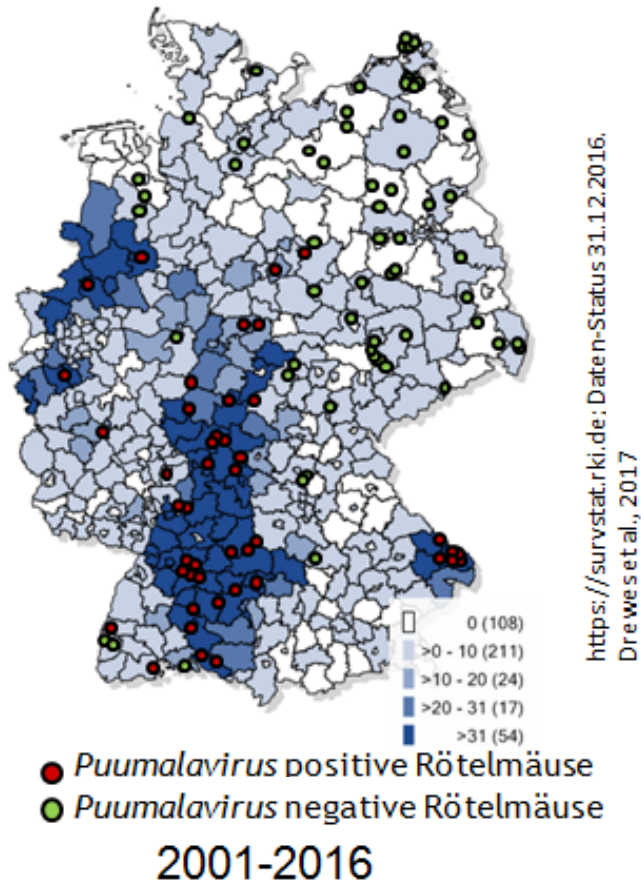 0 (108)
>0 - 10 (211)
>10 - 20 (24)
>20 - 31 (17)
>31 (54)
Puumalavirus positive Rötelmäuse
Puumalavirus negative Rötelmäuse
2001-2016
https://survstat.rki.de; Daten-Status 31.12.2016.
Drewes et al., 2017